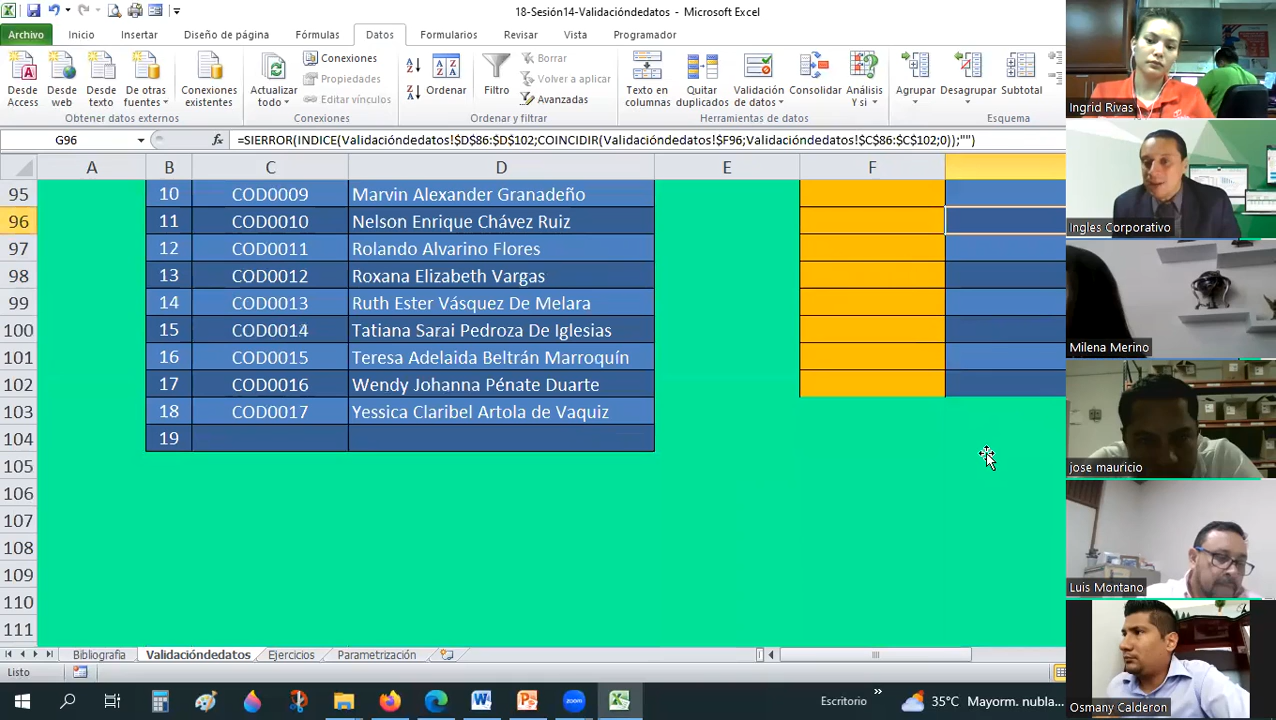 18-Sesión14-Validacióndedatos - Microsoft Excel
Archivo Inicio Insertar Diseño de página Fórmulas Datos Formularios Revisar Vista Programador
Desde Access
Desde web
Desde texto
De otras fuentes
Conexiones existentes
Obtener datos externos
Actualizar todo
Conexiones
Propiedades
Editar vínculos
Conexiones
Ordenar
Filtro
Borrar
Volver a aplicar
Avanzadas
Ordenar y filtrar
Texto en columnas
Quitar duplicados
Validación de datos
Consolidar
Análisis Y si
Herramientas de datos
Agrupar
Desagrupar
Subtotal
Esquema
G96 fx =SIERROR(INDICE(Validacióndedatos!$D$86:$D$102;COINCIDIR(Validacióndedatos!$F96;Validacióndedatos!$C$86:$C$102;0));"")
A B C D E F
95 10 COD0009 Marvin Alexander Granadeño
96 11 COD0010 Nelson Enrique Chávez Ruiz
97 12 COD0011 Rolando Alvarino Flores
98 13 COD0012 Roxana Elizabeth Vargas
99 14 COD0013 Ruth Ester Vásquez De Melara
100 15 COD0014 Tatiana Sarai Pedroza De Iglesias
101 16 COD0015 Teresa Adelaida Beltrán Marroquín
102 17 COD0016 Wendy Johanna Pénate Duarte
103 18 COD0017 Yessica Claribel Artola de Vaquiz
104 19
105
106
107
108
109
110
111
Bibliografia Validacióndedatos Ejercicios Parametrización
Listo
Escritorio » 35°C Mayorm. nubla...
Ingrid Rivas
Ingles Corporativo
Milena Merino
jose mauricio
Luis Montano
Osmany Calderon